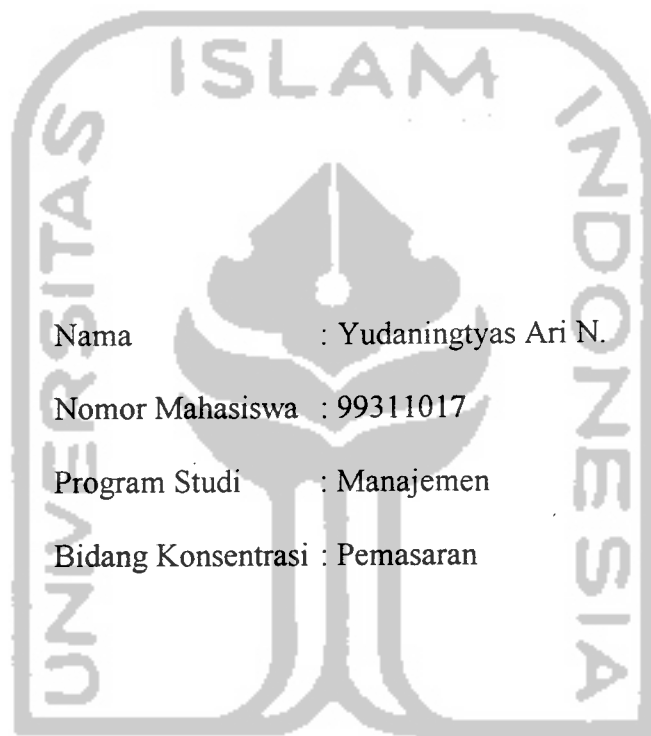 UNIVERSITAS ISLAM INDONESIA
Nama : Yudaningtyas Ari N.
Nomor Mahasiswa : 99311017
Program Studi : Manajemen
Bidang Konsentrasi : Pemasaran